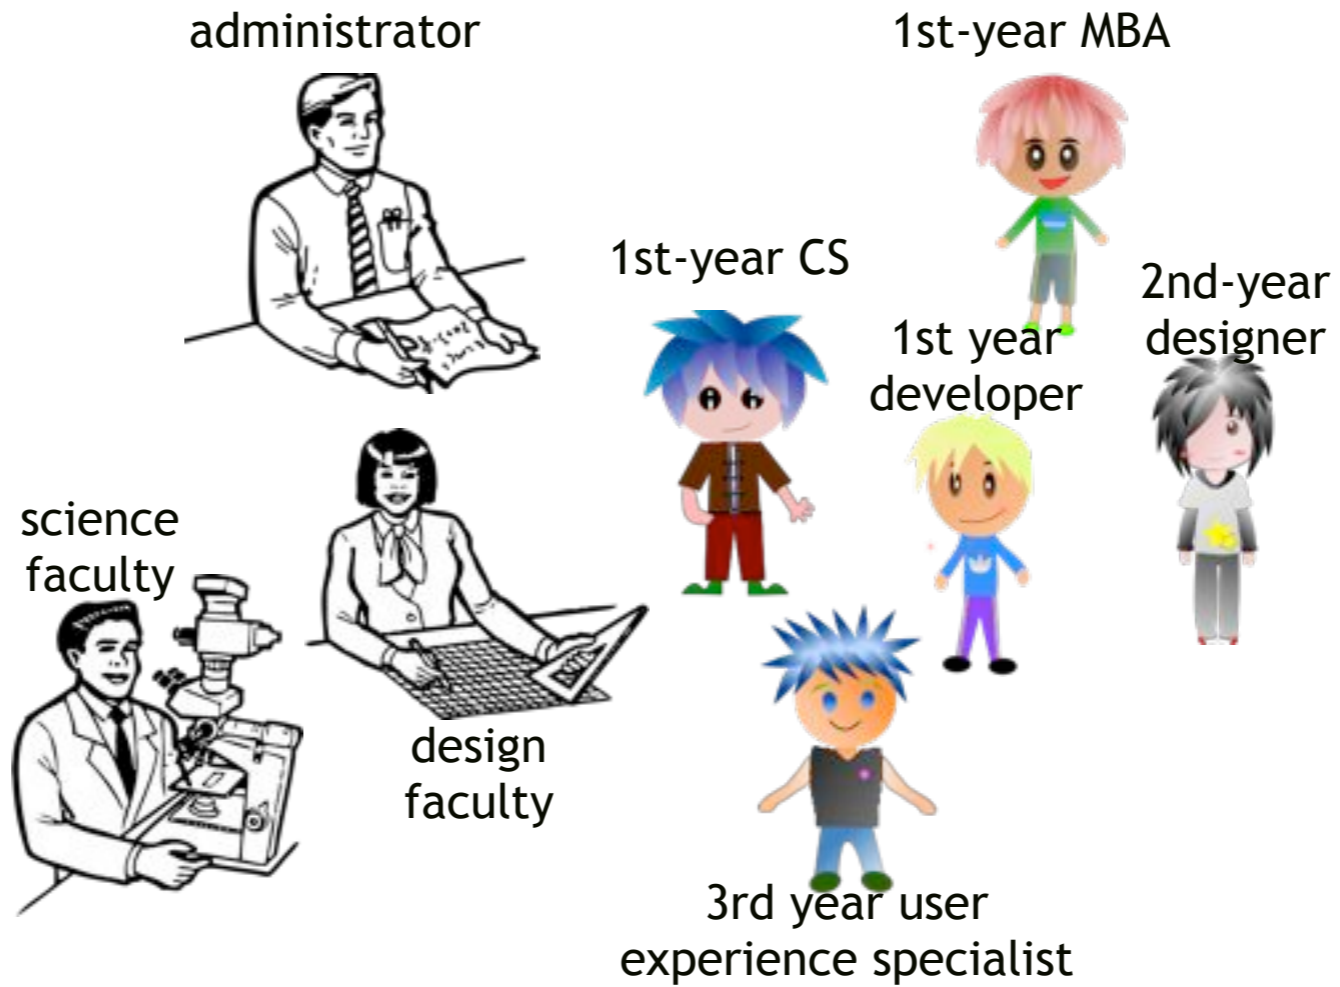 administrator
1st-year MBA
1st-year CS
2nd-year
designer
1st year
developer
science
faculty
design
faculty
3rd year user
experience specialist